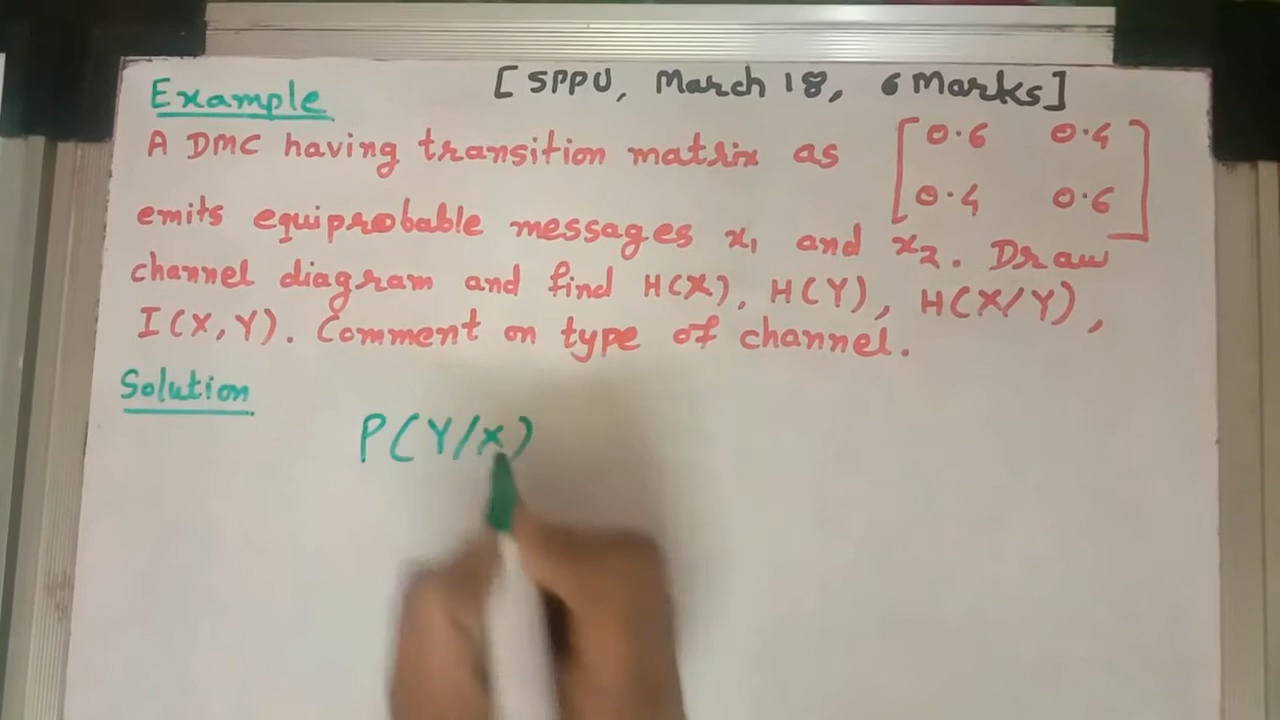 Example [SPPU, March 18, 6 Marks]
A DMC having transition matrix as [0.6 0.4
0.4 0.6]
emits equiprobable messages x₁ and x₂. Draw
channel diagram and find H(X), H(Y), H(X/Y),
I(X,Y). Comment on type of channel.
Solution
P(Y/X)